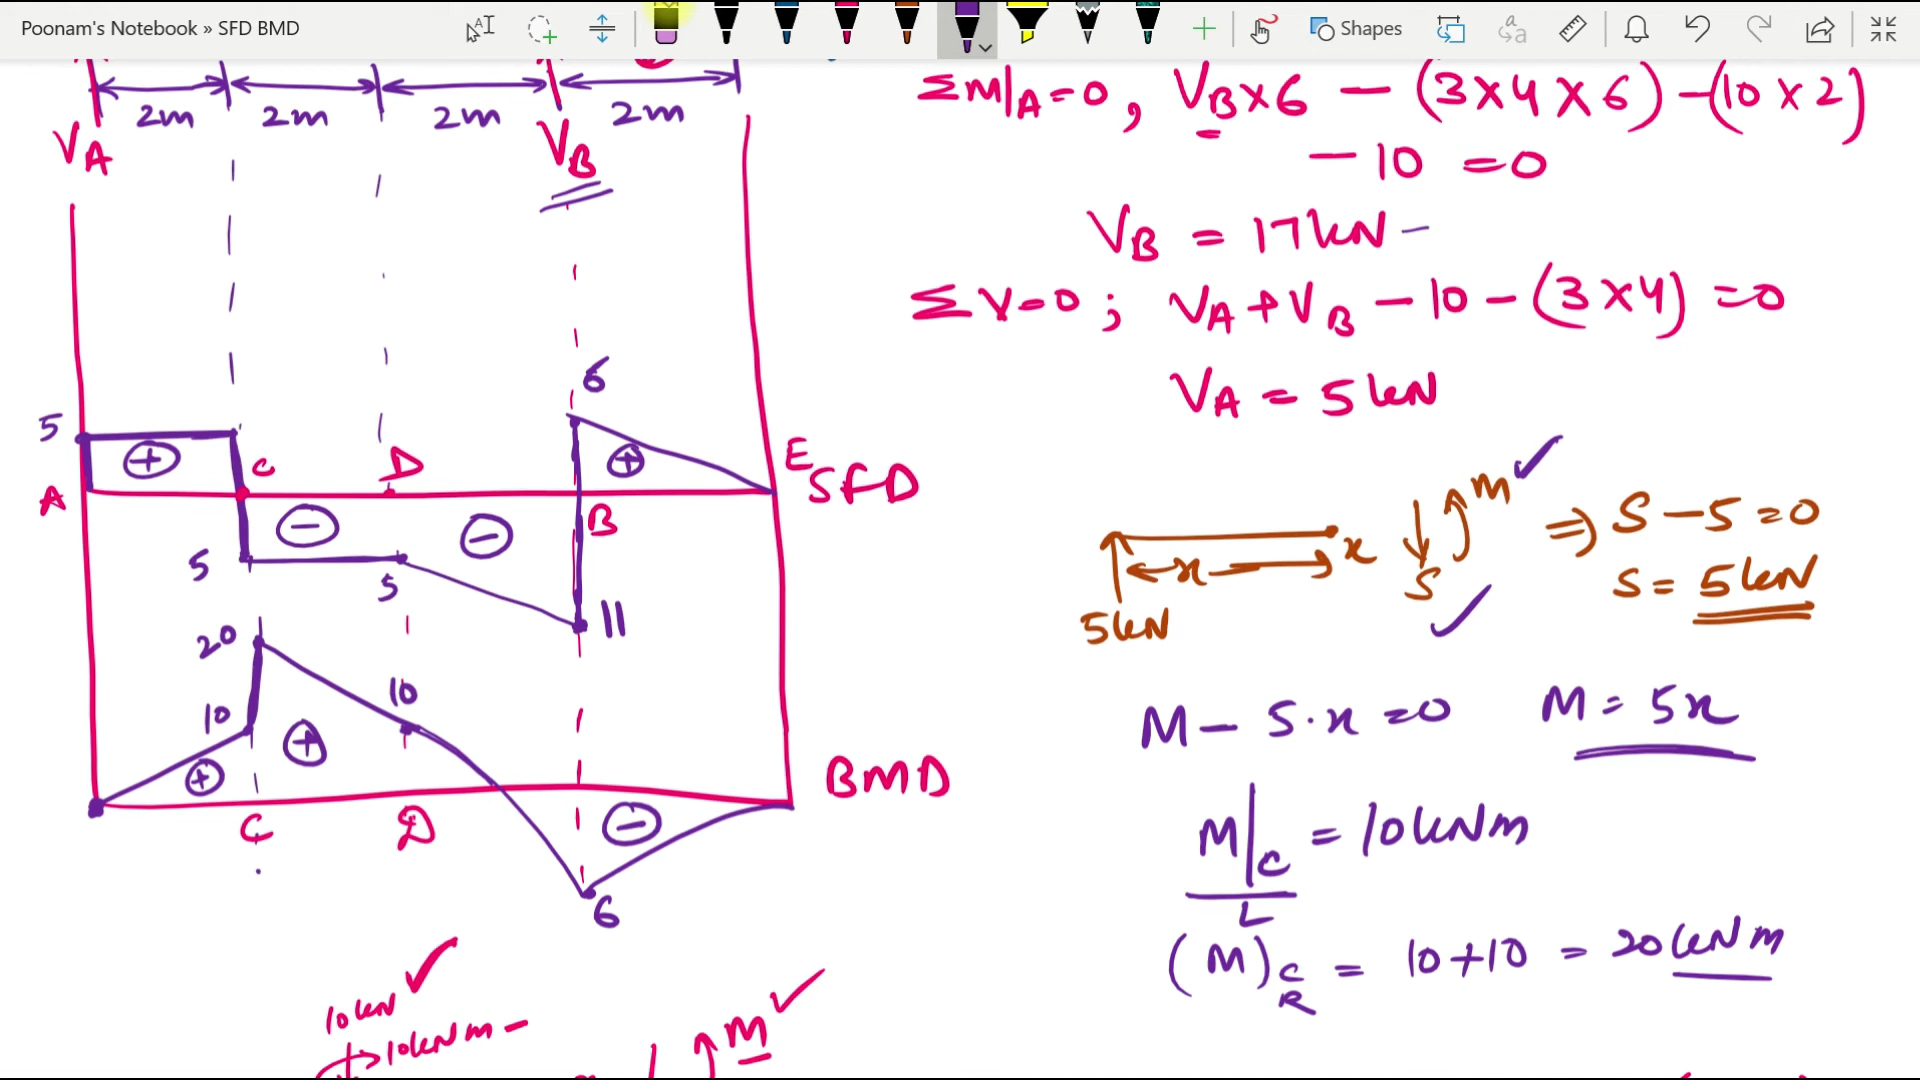 Poonam's Notebook » SFD BMD
Shapes
2m 2m 2m 2m
VA VB
ΣM|A=0, VB×6 - (3×4×6) - (10×2)
- 10 = 0
VB = 17kN -
ΣV=0; VA+VB - 10 - (3×4) = 0
VA = 5kN
6
5 + C D + E SFD
A - - B
5 5 11
20
10 10
+ + BMD
C D -
6
5kN x x S M ⇒ S-5=0
S = 5kN
M - 5·x = 0 M = 5x
M|C = 10kNm
L
(M)C = 10+10 = 20kNm
R
10kN
10kNm -
M